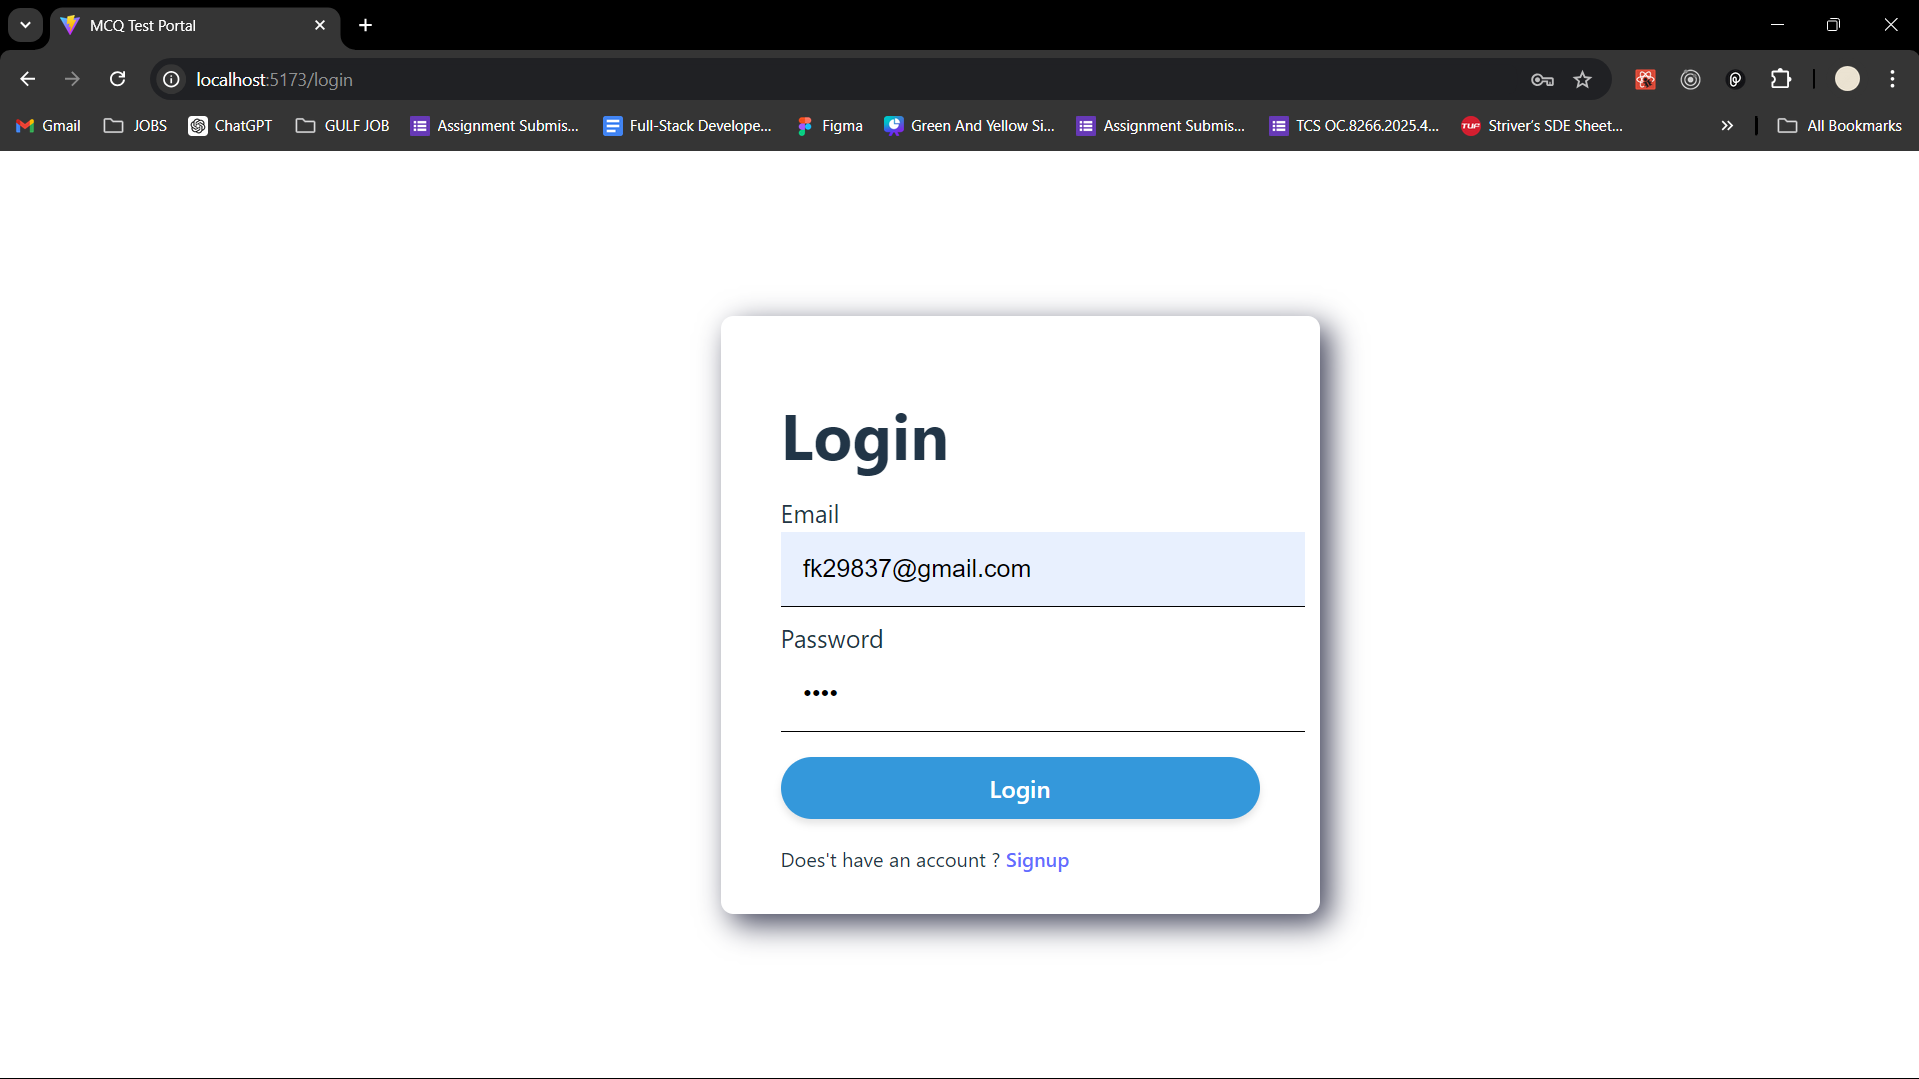 MCQ Test Portal
localhost:5173/login
Gmail JOBS ChatGPT GULF JOB Assignment Submis... Full-Stack Develope... Figma Green And Yellow Si... Assignment Submis... TCS OC.8266.2025.4... TUF Striver's SDE Sheet... » All Bookmarks
Login
Email
fk29837@gmail.com
Password
••••
Login
Does't have an account ? Signup